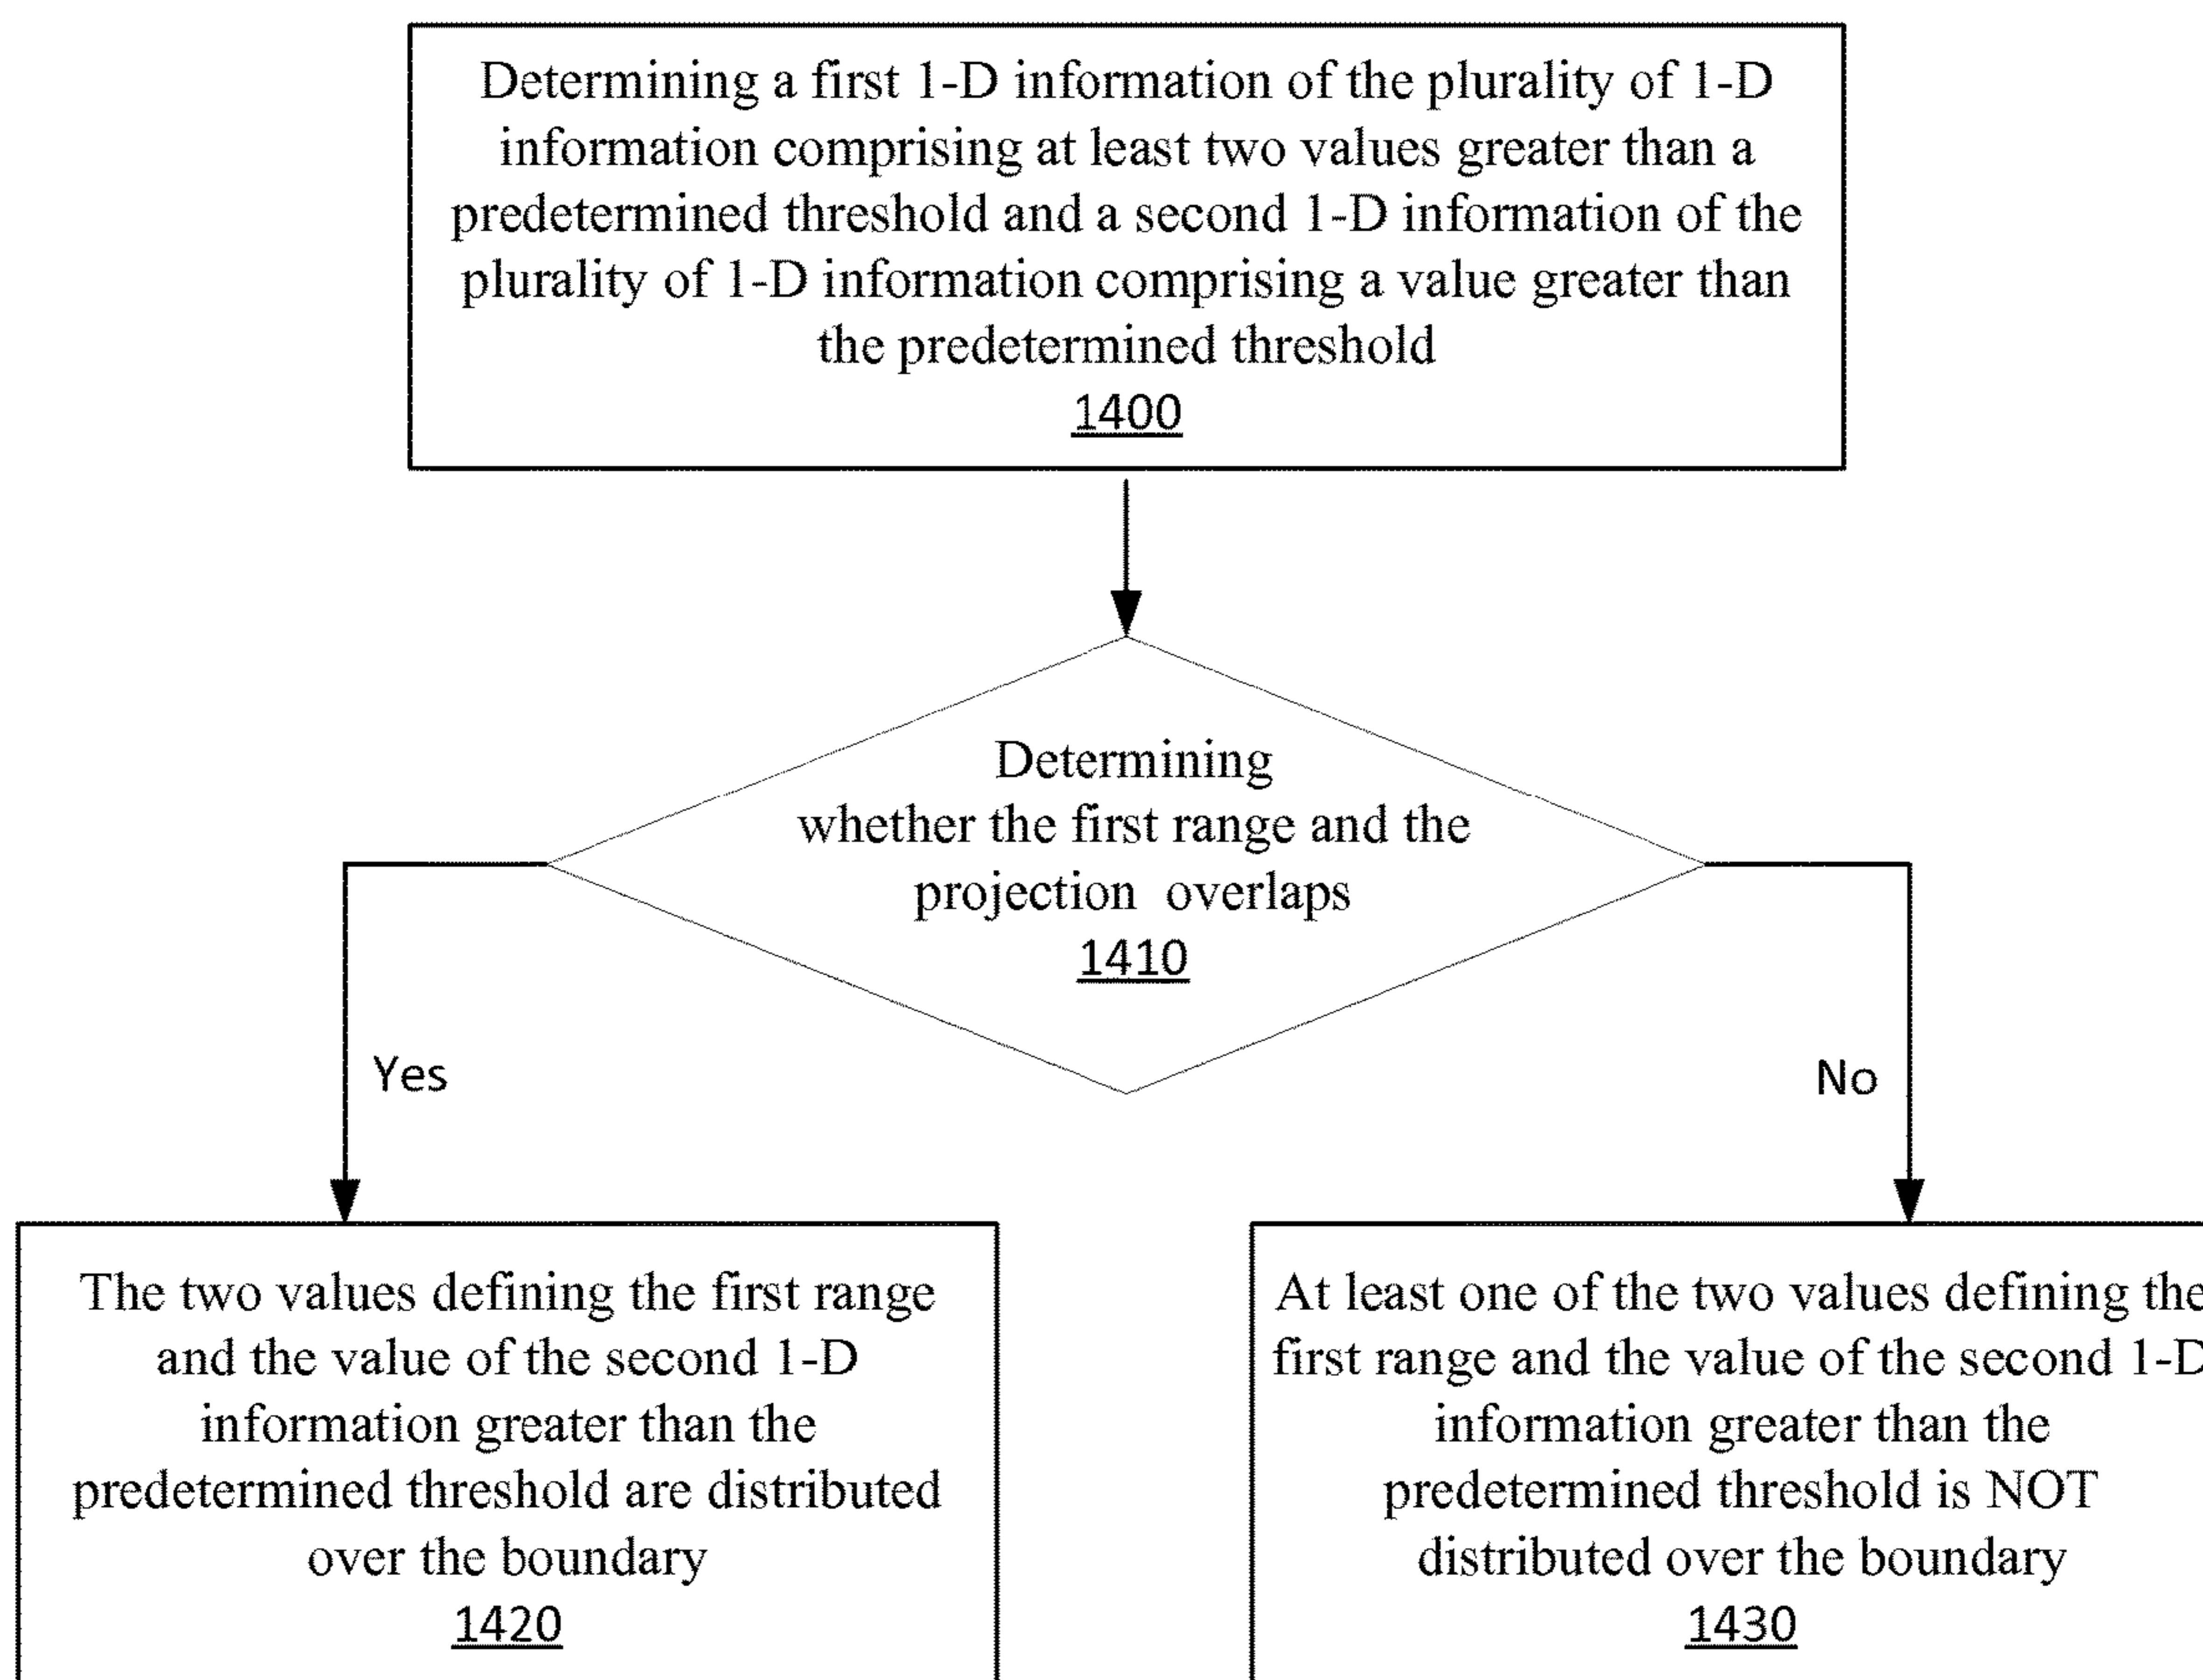 Determining a first 1-D information of the plurality of 1-D
information comprising at least two values greater than a
predetermined threshold and a second 1-D information of the
plurality of 1-D information comprising a value greater than
the predetermined threshold
1400
Determining
whether the first range and the
projection overlaps
1410
Yes
No
The two values defining the first range
and the value of the second 1-D
information greater than the
predetermined threshold are distributed
over the boundary
1420
At least one of the two values defining the
first range and the value of the second 1-D
information greater than the
predetermined threshold is NOT
distributed over the boundary
1430